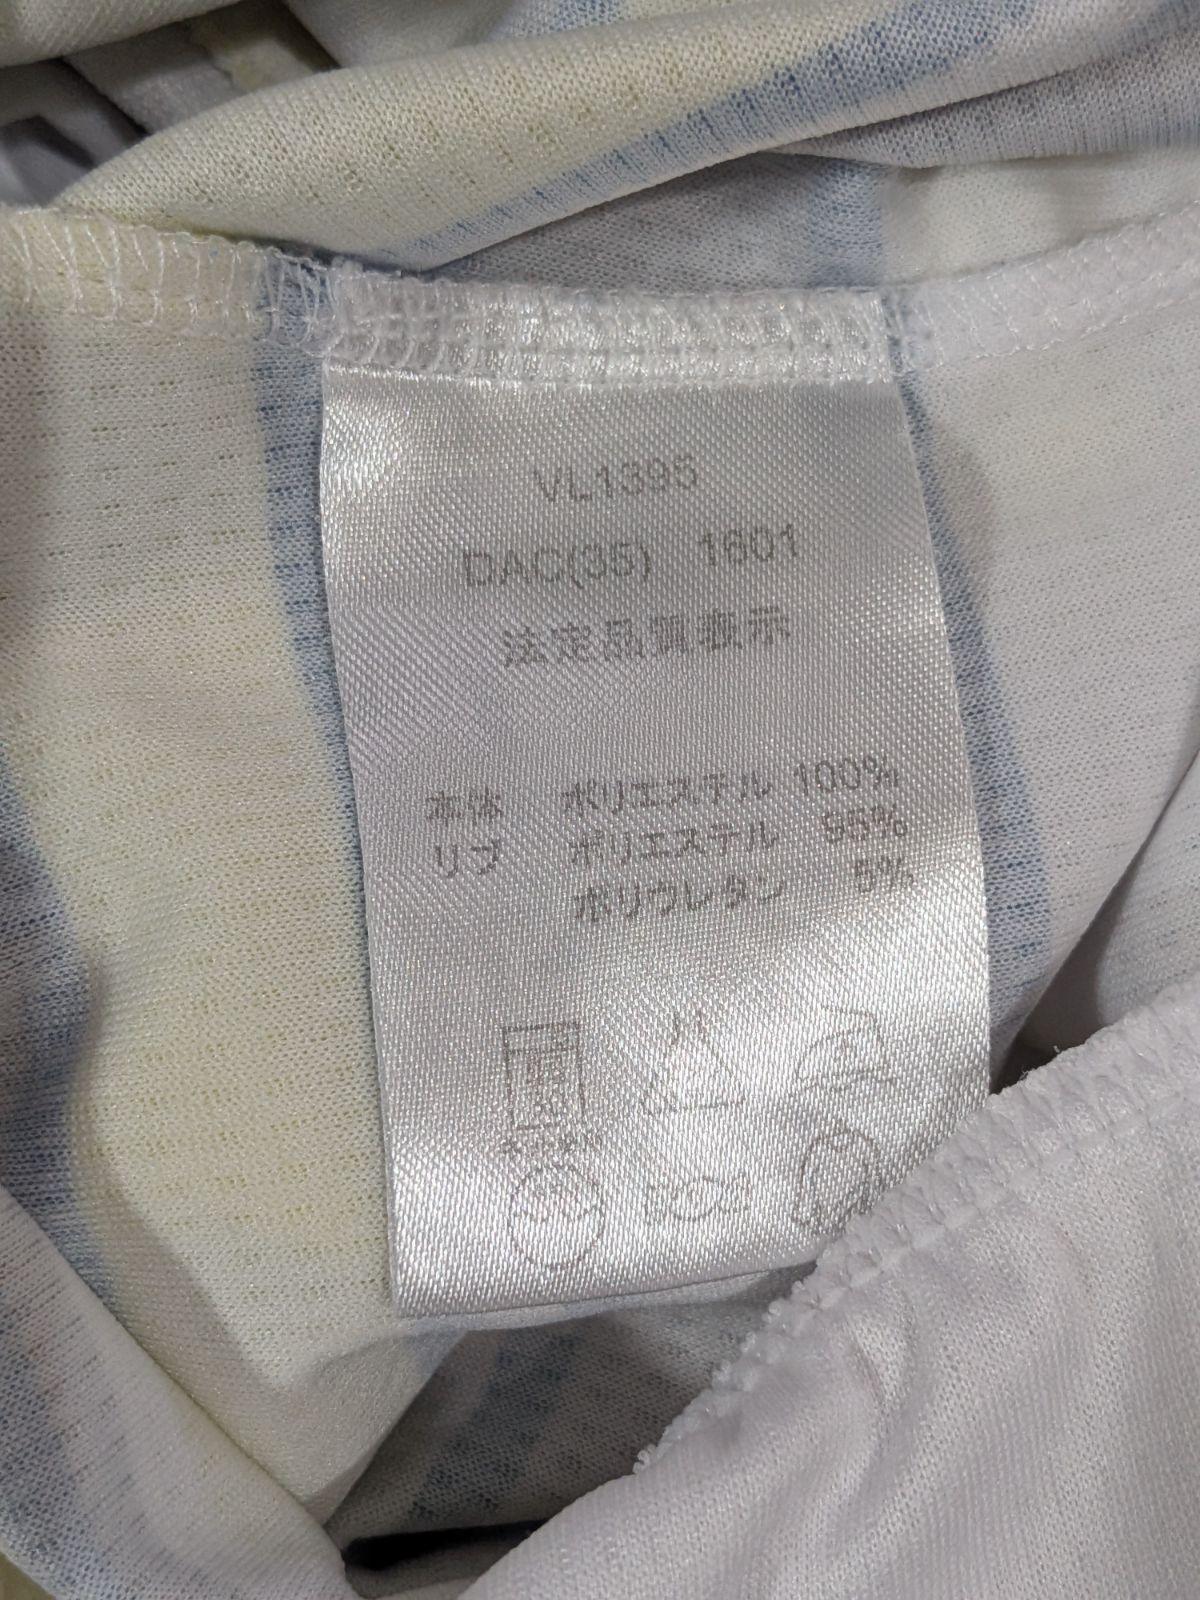 VL1395
DAC(35) 1601
法定品質表示
本体 ポリエステル 100%
リブ ポリエステル 95%
ポリウレタン 5%